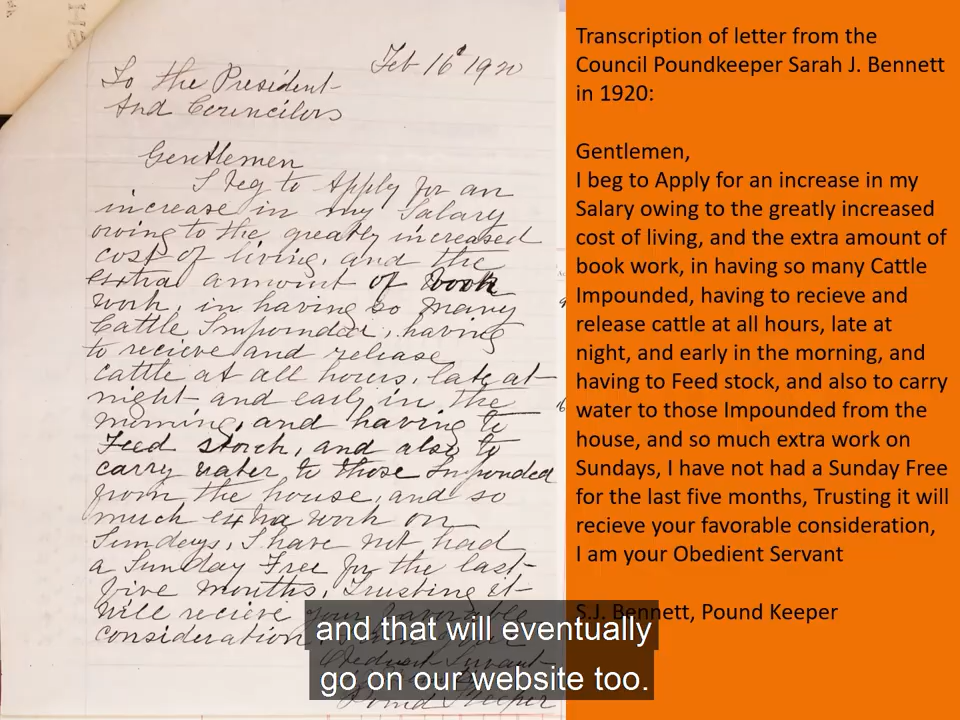 Feb 16th 1920
To the President
And Councilors
Gentlemen
I beg to Apply for an
increase in my Salary
owing to the greatly increased
cost of living, and the
extra amount of book
work, in having so many
Cattle Impounded, having
to recieve and release
cattle at all hours, late at
night and early in the
morning, and having to
Feed stock, and also to
carry water to those Imponded
from the house, and so
much extra work on
Sundays, I have not had
a Sunday Free for the last
five months, Trusting it
will recieve your favorable
consideration
Obedient Servant
Pound Keeper
Transcription of letter from the
Council Poundkeeper Sarah J. Bennett
in 1920:
Gentlemen,
I beg to Apply for an increase in my
Salary owing to the greatly increased
cost of living, and the extra amount of
book work, in having so many Cattle
Impounded, having to recieve and
release cattle at all hours, late at
night, and early in the morning, and
having to Feed stock, and also to carry
water to those Impounded from the
house, and so much extra work on
Sundays, I have not had a Sunday Free
for the last five months, Trusting it will
recieve your favorable consideration,
I am your Obedient Servant
S.J. Bennett, Pound Keeper
and that will eventually
go on our website too.